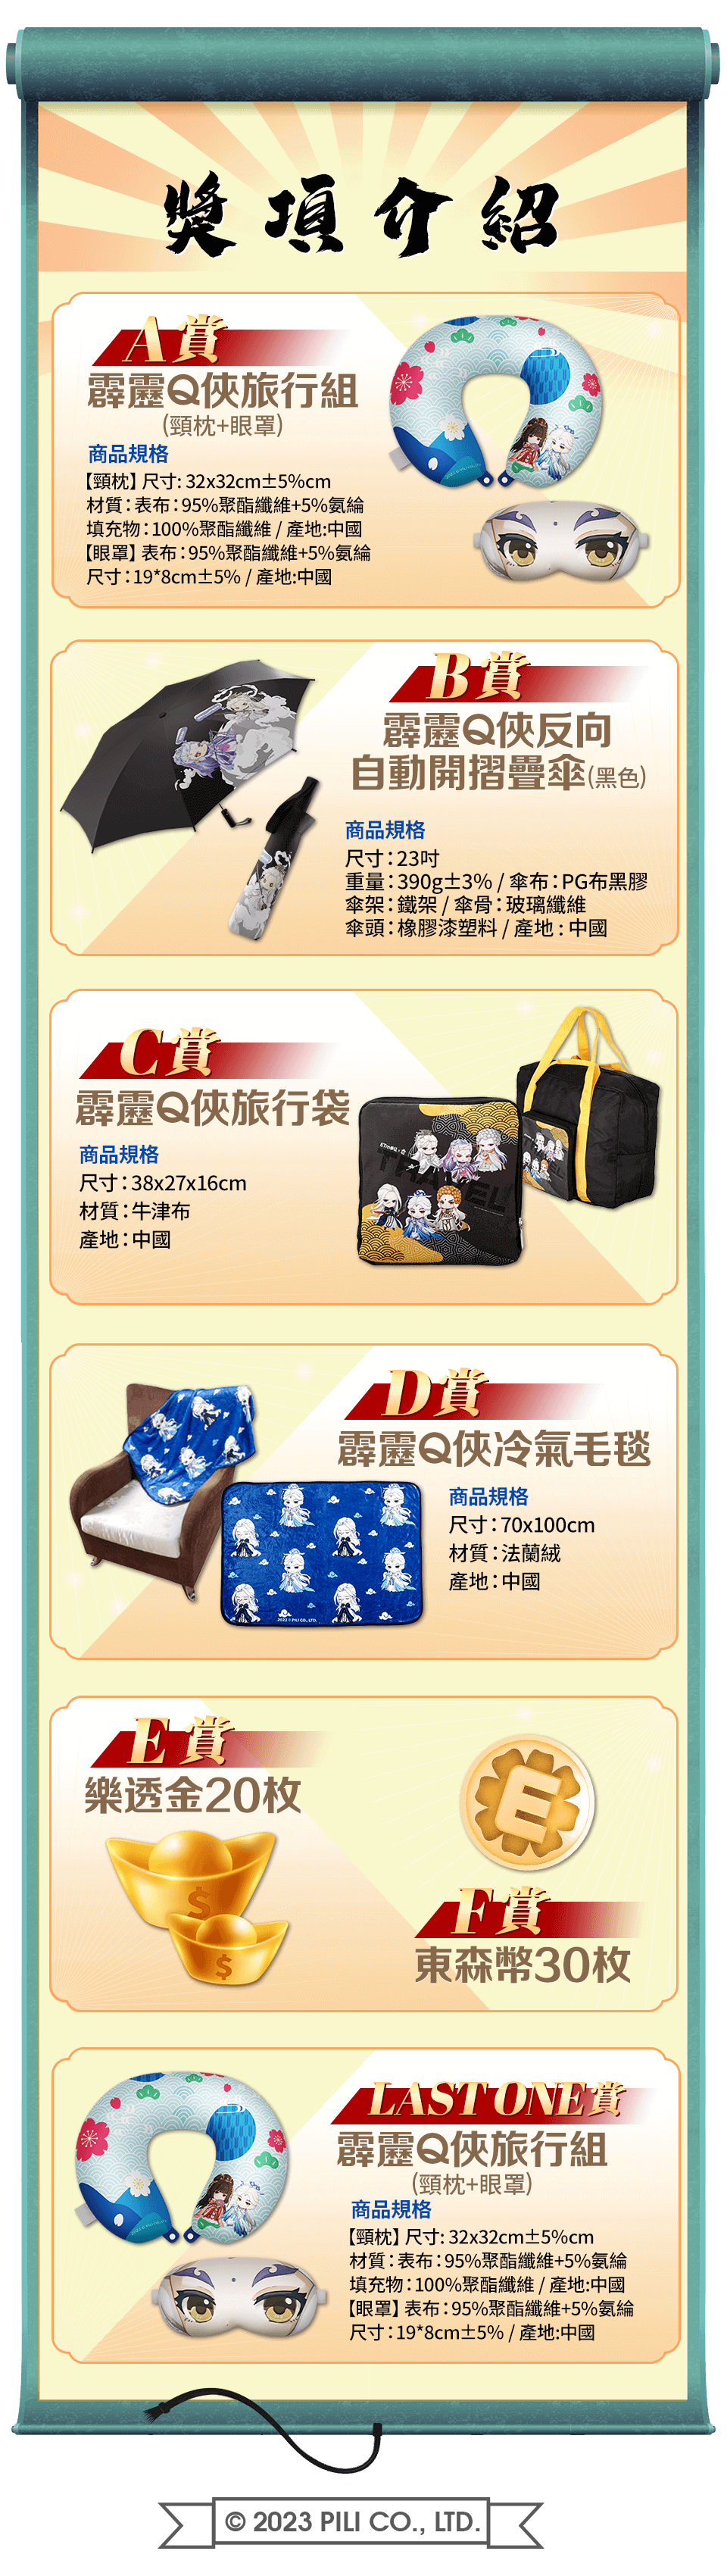 獎項介紹
A賞
霹靂Q俠旅行組
(頸枕+眼罩)
商品規格
【頸枕】尺寸: 32x32cm±5%cm
材質：表布：95%聚酯纖維+5%氨綸
填充物：100%聚酯纖維 / 產地:中國
【眼罩】表布：95%聚酯纖維+5%氨綸
尺寸：19*8cm±5% / 產地:中國
B賞
霹靂Q俠反向
自動開摺疊傘(黑色)
商品規格
尺寸：23吋
重量：390g±3% / 傘布：PG布黑膠
傘架：鐵架 / 傘骨：玻璃纖維
傘頭：橡膠漆塑料 / 產地：中國
C賞
霹靂Q俠旅行袋
商品規格
尺寸：38x27x16cm
材質：牛津布
產地：中國
TRAVEL
D賞
霹靂Q俠冷氣毛毯
商品規格
尺寸：70x100cm
材質：法蘭絨
產地：中國
2022 © PILI CO., LTD.
E賞
樂透金20枚
$
$
E
F賞
東森幣30枚
LAST ONE賞
霹靂Q俠旅行組
(頸枕+眼罩)
商品規格
【頸枕】尺寸: 32x32cm±5%cm
材質：表布：95%聚酯纖維+5%氨綸
填充物：100%聚酯纖維 / 產地:中國
【眼罩】表布：95%聚酯纖維+5%氨綸
尺寸：19*8cm±5% / 產地:中國
© 2023 PILI CO., LTD.